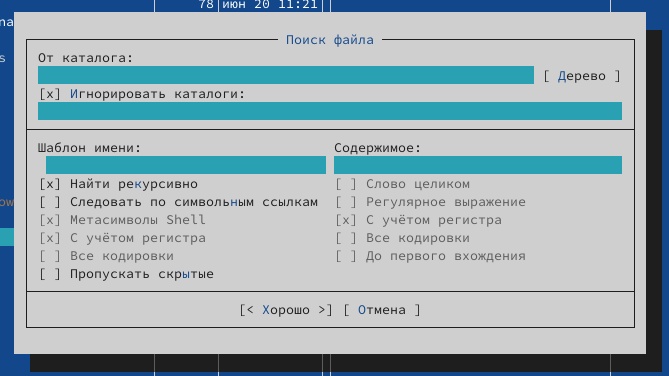 78 июн 20 11:21
na
Поиск файла
От каталога:
s
[ Дерево ]
[x] Игнорировать каталоги:
Шаблон имени: Содержимое:
[x] Найти рекурсивно [ ] Слово целиком
ow [ ] Следовать по символьным ссылкам [ ] Регулярное выражение
[x] Метасимволы Shell [x] С учётом регистра
[x] С учётом регистра [ ] Все кодировки
[ ] Все кодировки [ ] До первого вхождения
[ ] Пропускать скрытые
[< Хорошо >] [ Отмена ]